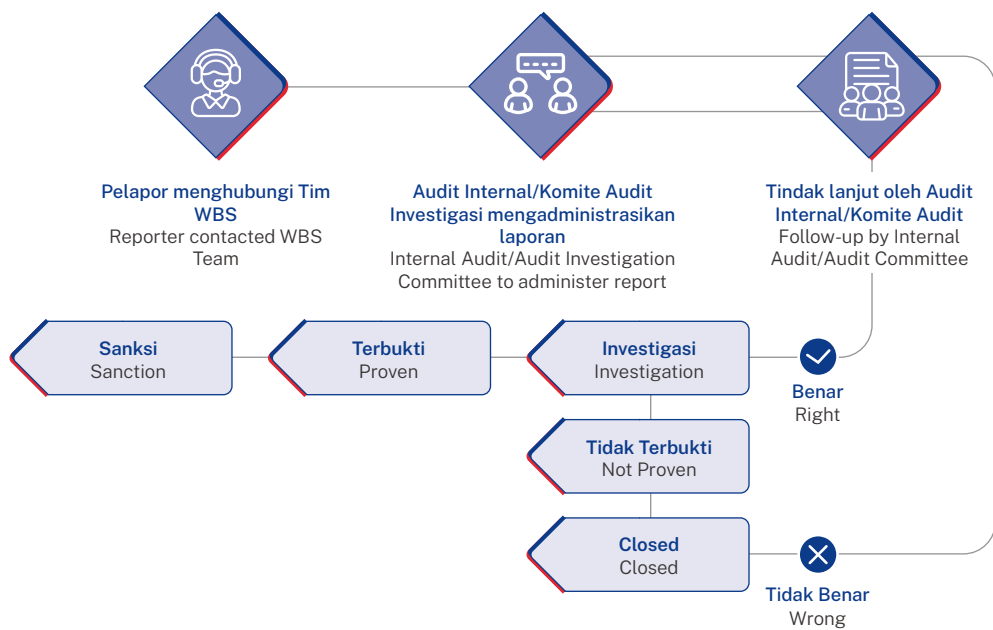 Pelapor menghubungi Tim
WBS
Reporter contacted WBS
Team
Audit Internal/Komite Audit
Investigasi mengadministrasikan
laporan
Internal Audit/Audit Investigation
Committee to administer report
Tindak lanjut oleh Audit
Internal/Komite Audit
Follow-up by Internal
Audit/Audit Committee
Sanksi
Sanction
Terbukti
Proven
Investigasi
Investigation
Benar
Right
Tidak Terbukti
Not Proven
Closed
Closed
Tidak Benar
Wrong